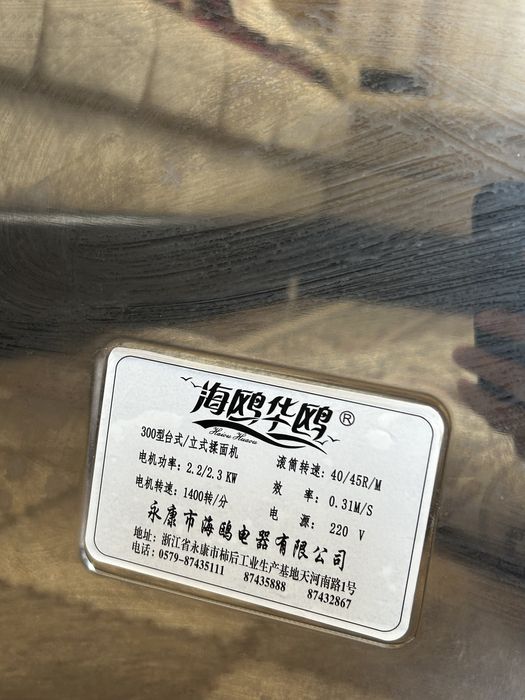 海鸥华鸥®
Haiou Huaou
300型台式/立式揉面机
电机功率: 2.2/2.3 KW
电机转速: 1400转/分
滚筒转速: 40/45R/M
效 率: 0.31M/S
电 源: 220 V
永康市海鸥电器有限公司
地址: 浙江省永康市柿后工业生产基地天河南路1号
电话: 0579-87435111 87435888 87432867